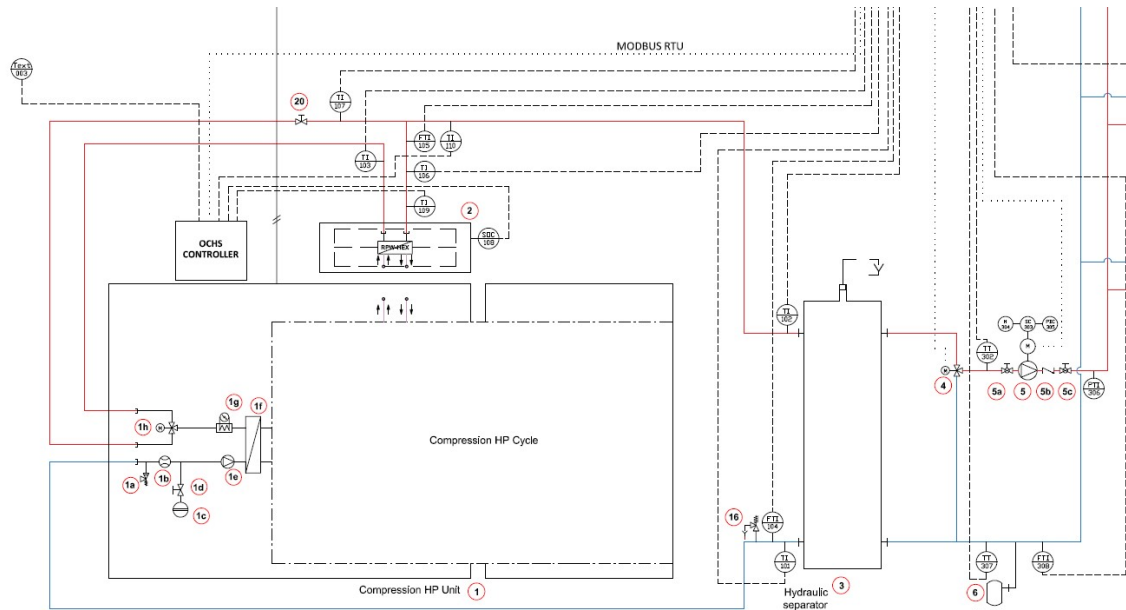 MODBUS RTU
Text
003
20
TI
107
TI
103
FTI
105
TI
110
TI
106
TI
109
2
SOC
108
OCHS
CONTROLLER
RPW-HEX
TI
102
M
304
305
M
TT
302
M
4
5a
5
5b
5c
PTI
306
1g
1f
1h
M
Compression HP Cycle
1a
1b
1d
1e
1c
16
FTI
104
TI
101
TT
307
FTI
308
Compression HP Unit
1
Hydraulic
separator
3
6